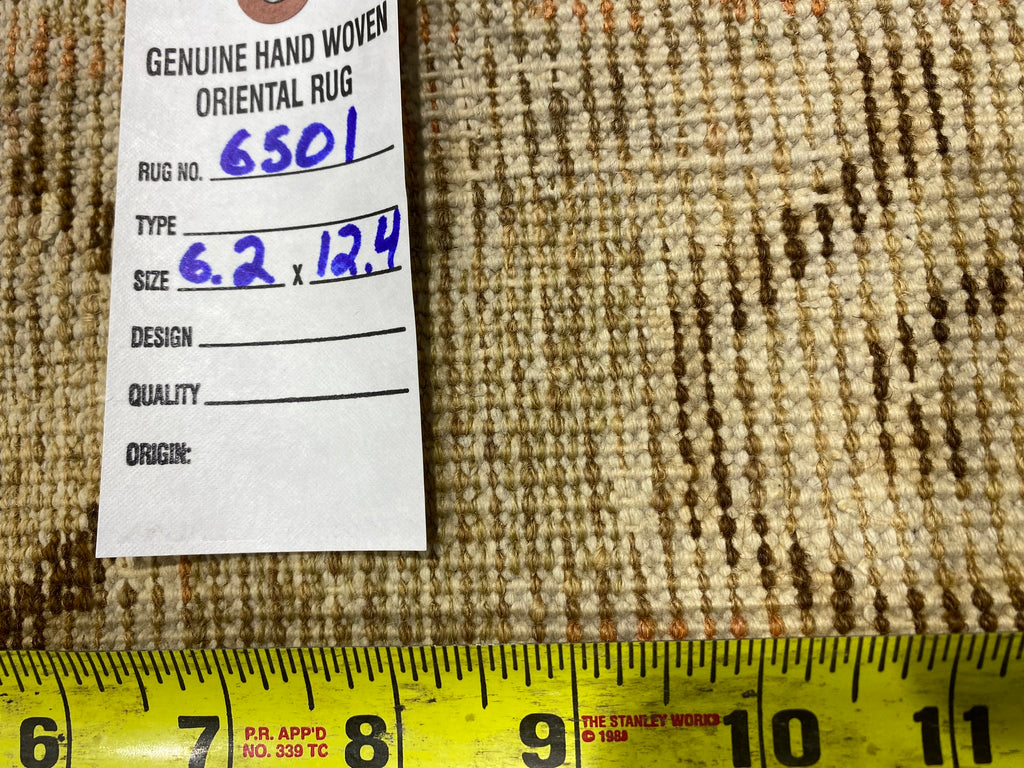 GENUINE HAND WOVEN
ORIENTAL RUG
RUG NO. 6501
TYPE
SIZE 6.2 X 12.4
DESIGN
QUALITY
ORIGIN:
6 7 P.R. APP'D NO. 339 TC 8 9 THE STANLEY WORKS © 1988 10 11